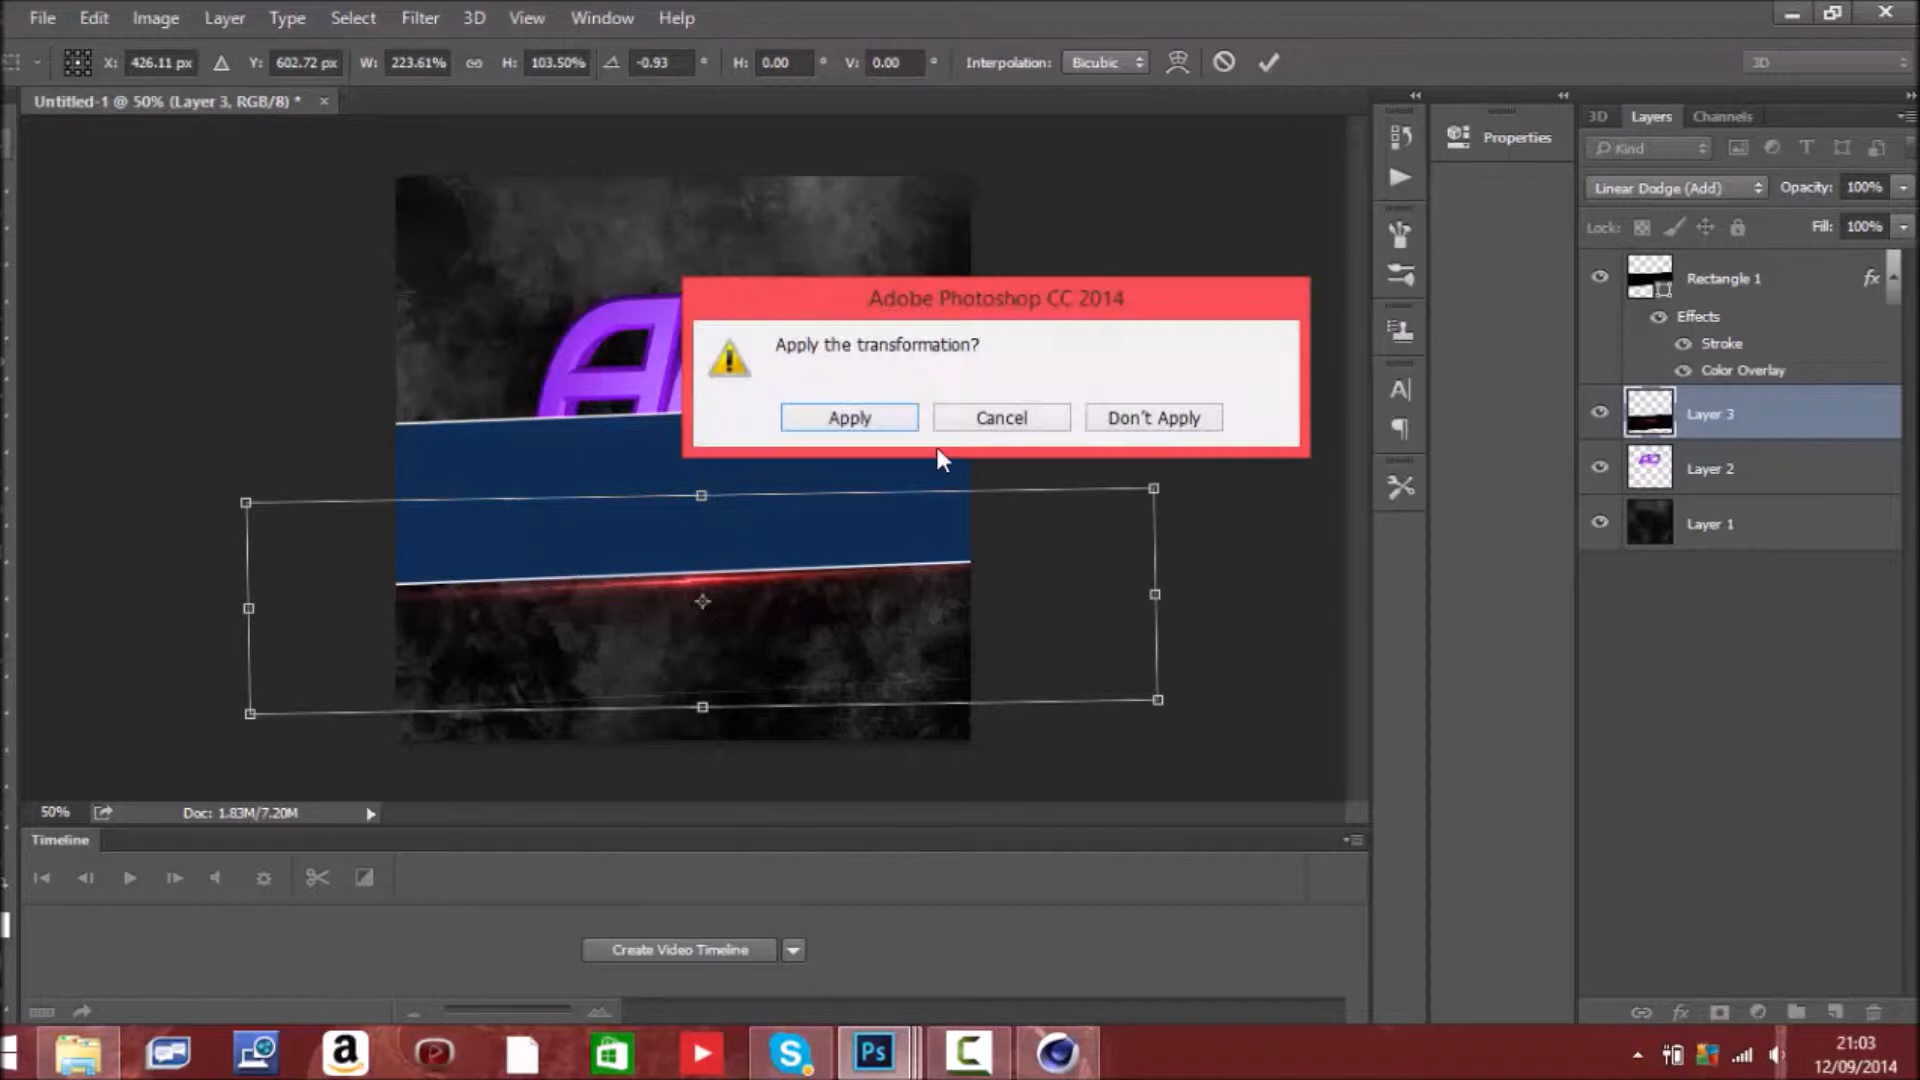 File Edit Image Layer Type Select Filter 3D View Window Help
X: 426.11 px Y: 602.72 px W: 223.61% H: 103.50% -0.93 ° H: 0.00 ° V: 0.00 ° Interpolation: Bicubic 3D
Untitled-1 @ 50% (Layer 3, RGB/8) * ×
Properties
3D Layers Channels
Kind
Linear Dodge (Add) Opacity: 100%
Lock: Fill: 100%
Rectangle 1 fx
Effects
Stroke
Color Overlay
Layer 3
Layer 2
Layer 1
Adobe Photoshop CC 2014
Apply the transformation?
Apply Cancel Don't Apply
50% Doc: 1.83M/7.20M
Timeline
Create Video Timeline
fx
a S Ps C
21:03
12/09/2014